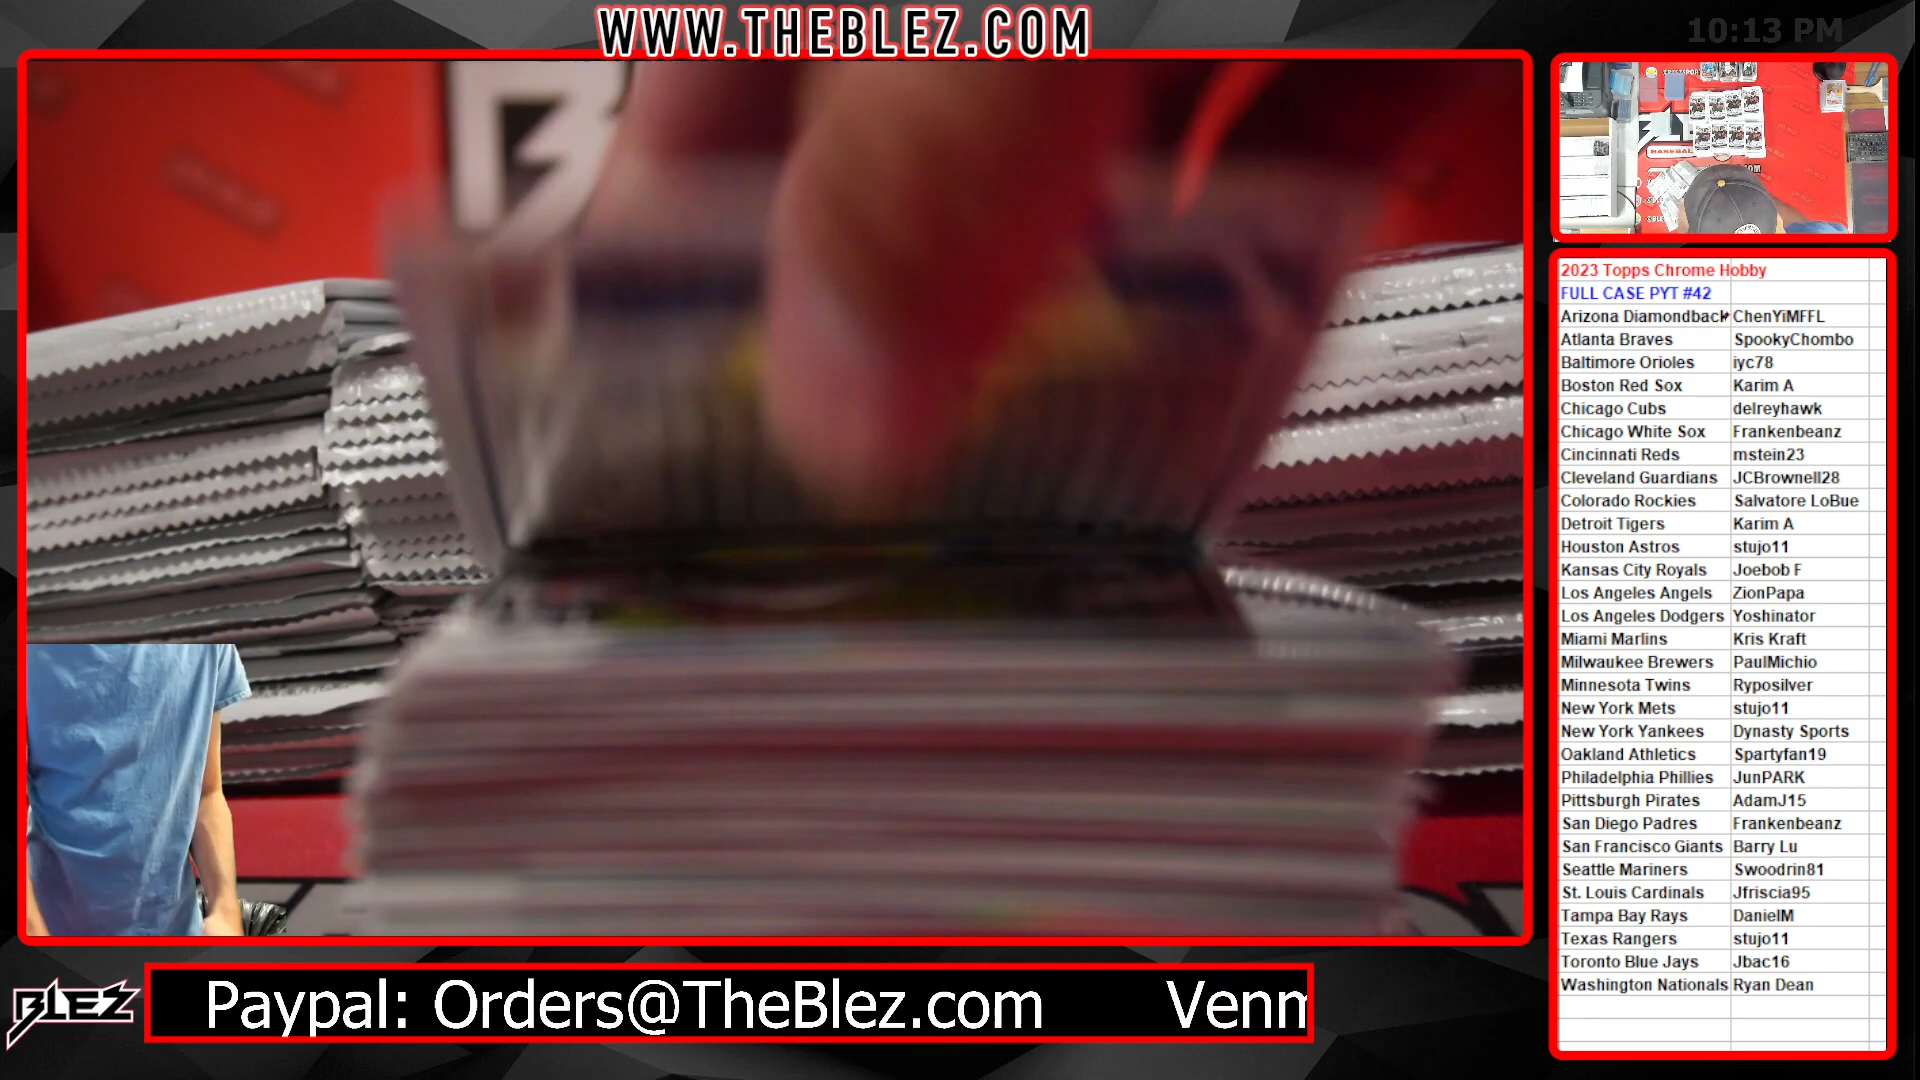 WWW.THEBLEZ.COM
10:13 PM
2023 Topps Chrome Hobby
FULL CASE PYT #42
Arizona Diamondback ChenYiMFFL
Atlanta Braves SpookyChombo
Baltimore Orioles iyc78
Boston Red Sox Karim A
Chicago Cubs delreyhawk
Chicago White Sox Frankenbeanz
Cincinnati Reds mstein23
Cleveland Guardians JCBrownell28
Colorado Rockies Salvatore LoBue
Detroit Tigers Karim A
Houston Astros stujo11
Kansas City Royals Joebob F
Los Angeles Angels ZionPapa
Los Angeles Dodgers Yoshinator
Miami Marlins Kris Kraft
Milwaukee Brewers PaulMichio
Minnesota Twins Ryposilver
New York Mets stujo11
New York Yankees Dynasty Sports
Oakland Athletics Spartyfan19
Philadelphia Phillies JunPARK
Pittsburgh Pirates AdamJ15
San Diego Padres Frankenbeanz
San Francisco Giants Barry Lu
Seattle Mariners Swoodrin81
St. Louis Cardinals Jfriscia95
Tampa Bay Rays DanielM
Texas Rangers stujo11
Toronto Blue Jays Jbac16
Washington Nationals Ryan Dean
BLEZ
Paypal: Orders@TheBlez.com Venm